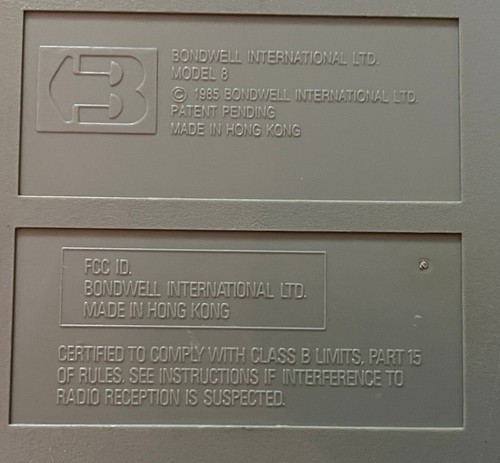 BONDWELL INTERNATIONAL LTD.
MODEL 8
© 1985 BONDWELL INTERNATIONAL LTD.
PATENT PENDING
MADE IN HONG KONG
FCC ID.
BONDWELL INTERNATIONAL LTD.
MADE IN HONG KONG
CERTIFIED TO COMPLY WITH CLASS B LIMITS, PART 15
OF RULES. SEE INSTRUCTIONS IF INTERFERENCE TO
RADIO RECEPTION IS SUSPECTED.